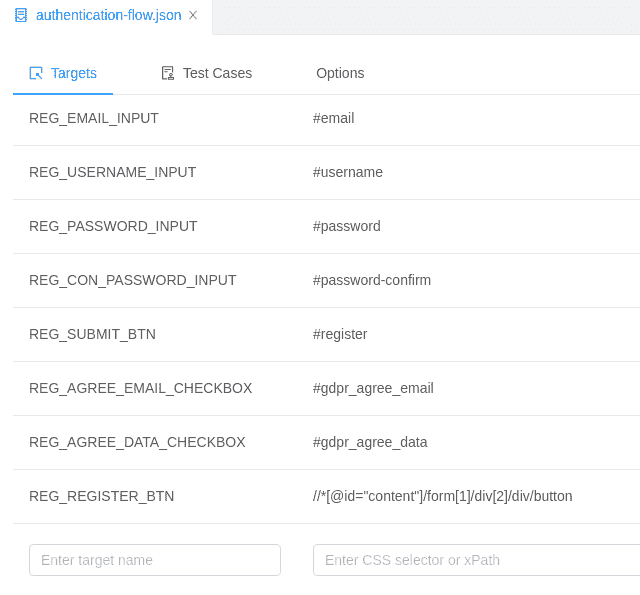 authentication-flow.json
Targets Test Cases Options
REG_EMAIL_INPUT #email
REG_USERNAME_INPUT #username
REG_PASSWORD_INPUT #password
REG_CON_PASSWORD_INPUT #password-confirm
REG_SUBMIT_BTN #register
REG_AGREE_EMAIL_CHECKBOX #gdpr_agree_email
REG_AGREE_DATA_CHECKBOX #gdpr_agree_data
REG_REGISTER_BTN //*[@id="content"]/form[1]/div[2]/div/button
Enter target name Enter CSS selector or xPath